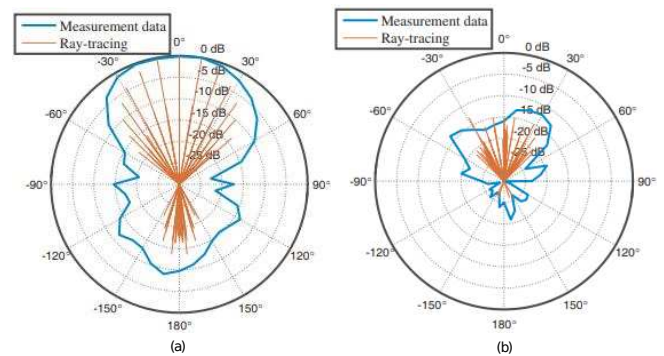 Measurement data
Ray-tracing
0°
0 dB
-5 dB
-10 dB
-15 dB
-20 dB
-25 dB
30°
60°
90°
120°
150°
180°
-150°
-120°
-90°
-60°
-30°
(a)
Measurement data
Ray-tracing
0°
0 dB
-5 dB
-10 dB
-15 dB
-20 dB
-25 dB
30°
60°
90°
120°
150°
180°
-150°
-120°
-90°
-60°
-30°
(b)